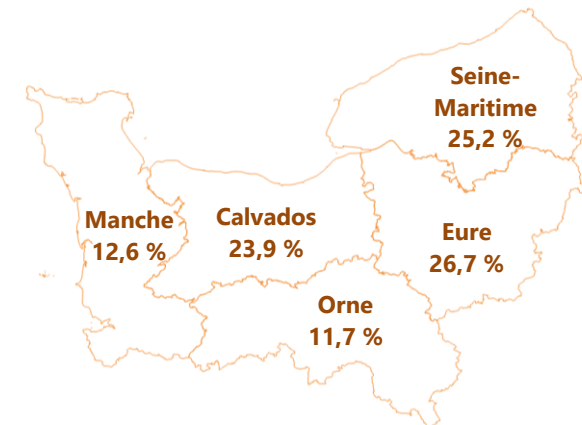 Seine-
Maritime
25,2 %
Manche
12,6 %
Calvados
23,9 %
Eure
26,7 %
Orne
11,7 %